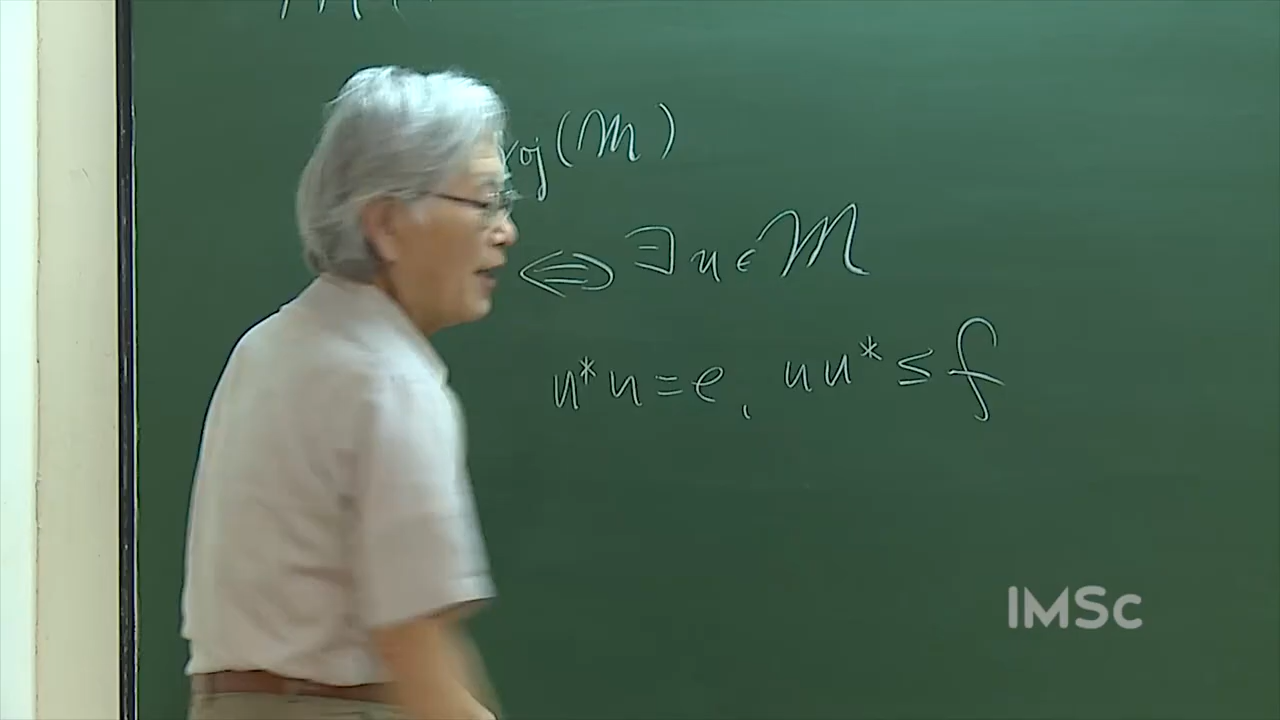 roj(𝓜)
⇔ ∃ u ∈ 𝓜
u*u = e, uu* ≤ f
IMSc